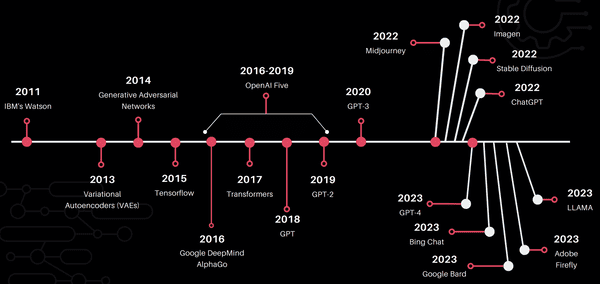 2011
IBM's Watson
2013
Variational
Autoencoders (VAEs)
2014
Generative Adversarial
Networks
2015
Tensorflow
2016
Google DeepMind
AlphaGo
2016-2019
OpenAI Five
2017
Transformers
2018
GPT
2019
GPT-2
2020
GPT-3
2022
Midjourney
2022
Imagen
2022
Stable Diffusion
2022
ChatGPT
2023
GPT-4
2023
Bing Chat
2023
Google Bard
2023
Adobe
Firefly
2023
LLAMA